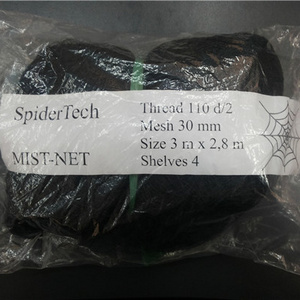 SpiderTech
MIST-NET
Thread 110 d/2
Mesh 30 mm
Size 3 m x 2,8 m
Shelves 4